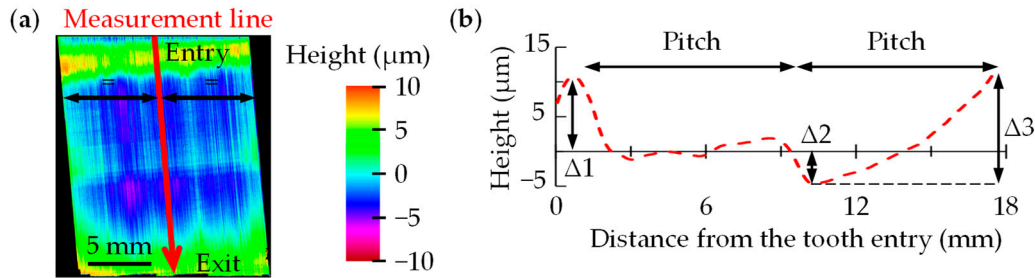 (a) Measurement line
Entry
=
=
5 mm
Exit
Height (μm)
10
5
0
−5
−10
(b)
Height (μm)
15
5
−5
Pitch
Pitch
Δ1
Δ2
Δ3
0
6
12
18
Distance from the tooth entry (mm)